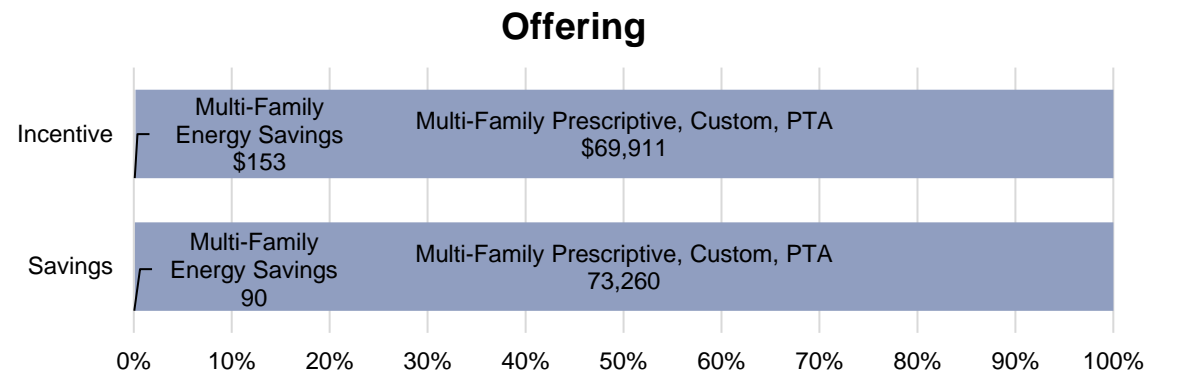 Offering
Incentive
Multi-Family
Energy Savings
$153
Multi-Family Prescriptive, Custom, PTA
$69,911
Savings
Multi-Family
Energy Savings
90
Multi-Family Prescriptive, Custom, PTA
73,260
0% 10% 20% 30% 40% 50% 60% 70% 80% 90% 100%